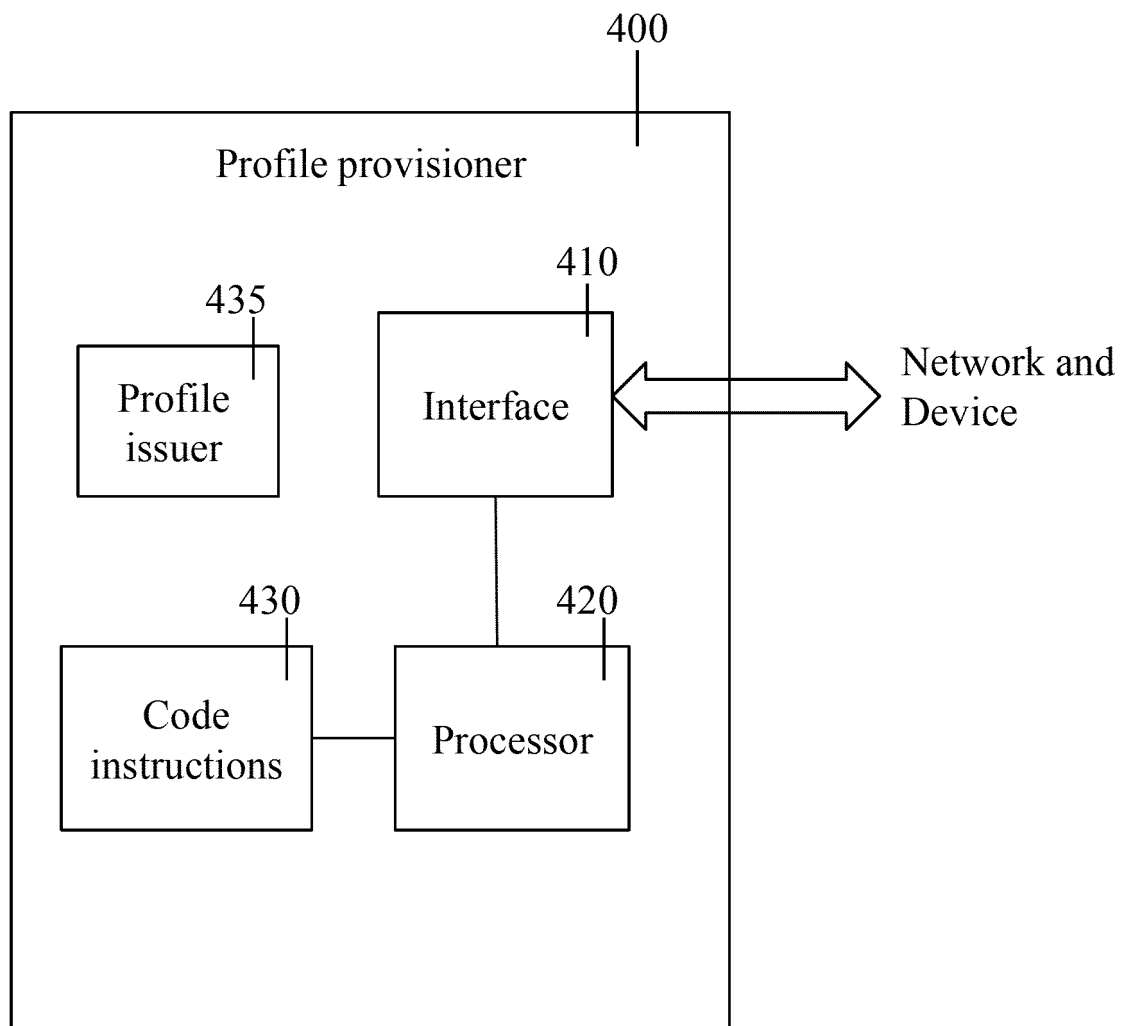 400
Profile provisioner
410
435
Profile
issuer
Interface
Network and
Device
430
420
Code
instructions
Processor